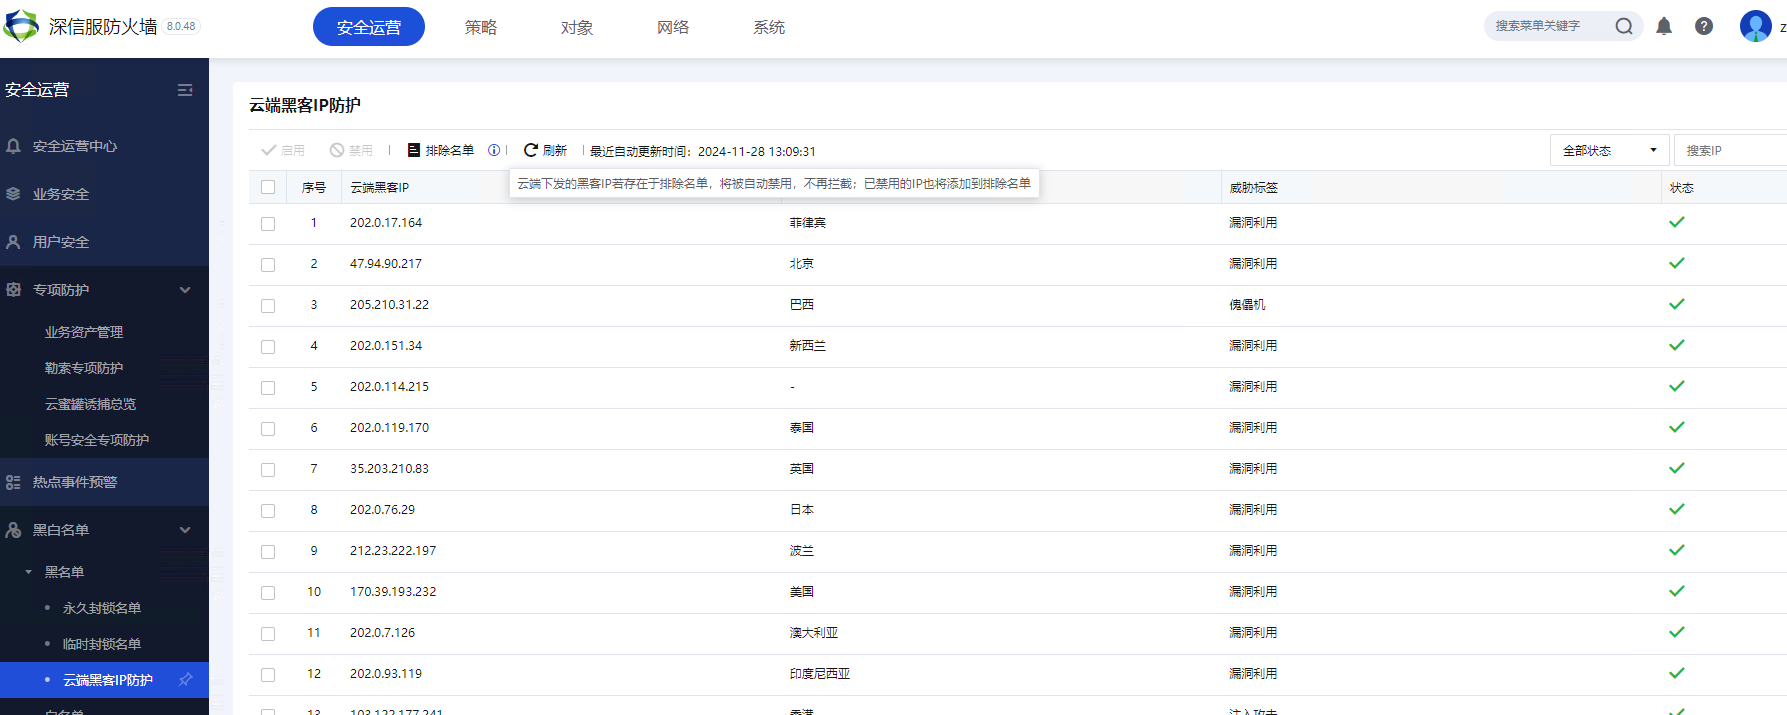 深信服防火墙 8.0.48 安全运营 策略 对象 网络 系统 搜索菜单关键字 z
安全运营
安全运营中心
业务安全
用户安全
专项防护
业务资产管理
勒索专项防护
云蜜罐诱捕总览
账号安全专项防护
热点事件预警
黑白名单
黑名单
永久封锁名单
临时封锁名单
云端黑客IP防护
白名单
云端黑客IP防护
启用 禁用 排除名单 刷新 最近自动更新时间：2024-11-28 13:09:31 全部状态 搜索IP
云端下发的黑客IP若存在于排除名单，将被自动禁用，不再拦截；已禁用的IP也将添加到排除名单
序号 云端黑客IP 威胁标签 状态
1 202.0.17.164 菲律宾 漏洞利用
2 47.94.90.217 北京 漏洞利用
3 205.210.31.22 巴西 傀儡机
4 202.0.151.34 新西兰 漏洞利用
5 202.0.114.215 - 漏洞利用
6 202.0.119.170 泰国 漏洞利用
7 35.203.210.83 英国 漏洞利用
8 202.0.76.29 日本 漏洞利用
9 212.23.222.197 波兰 漏洞利用
10 170.39.193.232 美国 漏洞利用
11 202.0.7.126 澳大利亚 漏洞利用
12 202.0.93.119 印度尼西亚 漏洞利用
13 103.122.177.241 香港 注入攻击